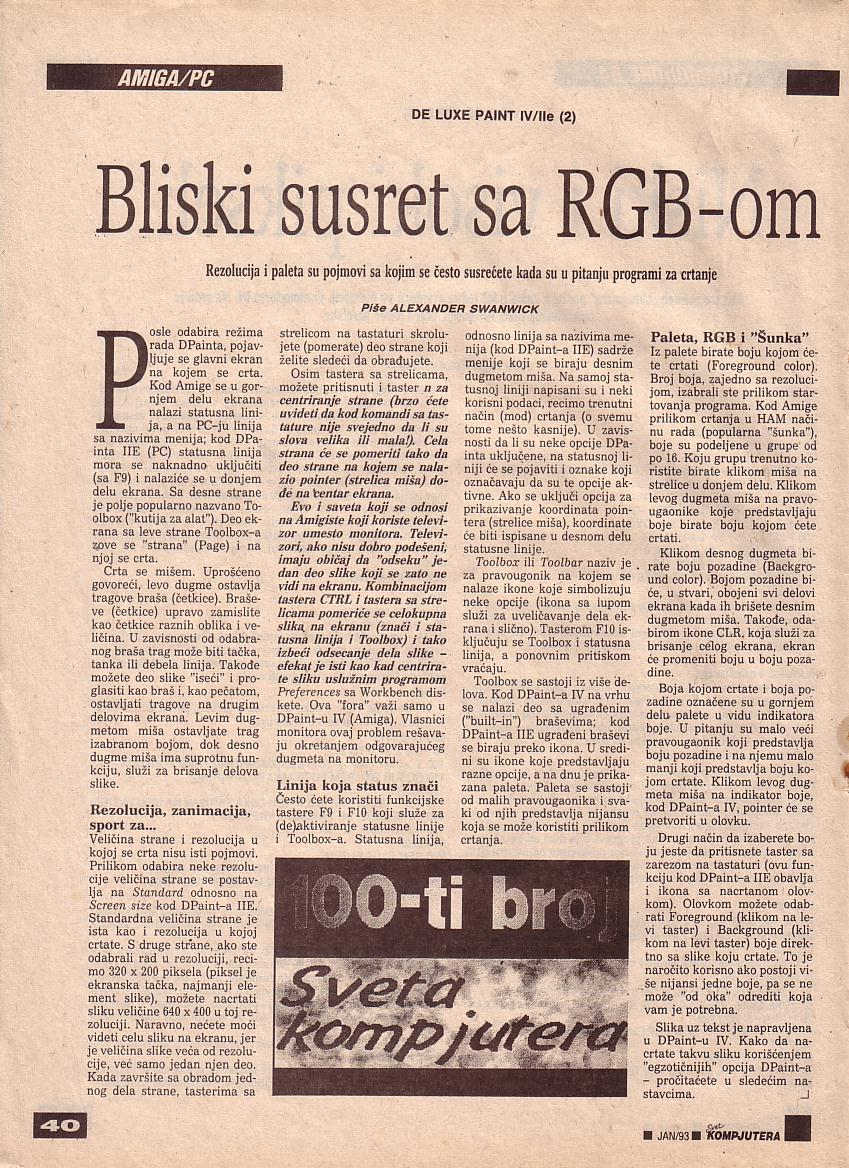 AMIGA/PC
DE LUXE PAINT IV/IIe (2)
Bliski susret sa RGB-om
Rezolucija i paleta su pojmovi sa kojim se često susrećete kada su u pitanju programi za crtanje
Piše ALEXANDER SWANWICK
Posle odabira režima
rada DPainta, pojav-
ljuje se glavni ekran
na kojem se crta.
Kod Amige se u gor-
njem delu ekrana
nalazi statusna lini-
ja, a na PC-ju linija
sa nazivima menija; kod DPa-
inta IIE (PC) statusna linija
mora se naknadno uključiti
(sa F9) i nalaziće se u donjem
delu ekrana. Sa desne strane
je polje popularno nazvano To-
olbox ("kutija za alat"). Deo ek-
rana sa leve strane Toolbox-a
zove se "strana" (Page) i na
njoj se crta.
Crta se mišem. Uprošćeno
govoreći, levo dugme ostavlja
tragove braša (četkice). Braše-
ve (četkice) upravo zamislite
kao četkice raznih oblika i ve-
ličina. U zavisnosti od odabra-
nog braša trag može biti tačka,
tanka ili debela linija. Takođe
možete deo slike "iseći" i pro-
glasiti kao braš i, kao pečatom,
ostavljati tragove na drugim
delovima ekrana. Levim dug-
metom miša ostavljate trag
izabranom bojom, dok desno
dugme miša ima suprotnu fun-
kciju, služi za brisanje delova
slike.
Rezolucija, zanimacija,
sport za...
Veličina strane i rezolucija u
kojoj se crta nisu isti pojmovi.
Prilikom odabira neke rezolu-
cije veličina strane se postav-
lja na Standard odnosno na
Screen size kod DPaint-a IIE.
Standardna veličina strane je
ista kao i rezolucija u kojoj
crtate. S druge strane, ako ste
odabrali rad u rezoluciji, reci-
mo 320 x 200 piksela (piksel je
ekranska tačka, najmanji ele-
ment slike), možete nacrtati
sliku veličine 640 x 400 u toj re-
zoluciji. Naravno, nećete moći
videti celu sliku na ekranu, jer
je veličina slike veća od rezolu-
cije, već samo jedan njen deo.
Kada završite sa obradom jed-
nog dela strane, tasterima sa
strelicom na tastaturi skrolu-
jete (pomerate) deo strane koji
želite sledeći da obrađujete.
Osim tastera sa strelicama,
možete pritisnuti i taster n za
centriranje strane (brzo ćete
uvideti da kod komandi sa tas-
tature nije svejedno da li su
slova velika ili mala!). Cela
strana će se pomeriti tako da
deo strane na kojem se nala-
zio pointer (strelica miša) do-
đe na centar ekrana.
Evo i saveta koji se odnosi
na Amigiste koji koriste televi-
zor umesto monitora. Televi-
zori, ako nisu dobro podešeni,
imaju običaj da "odseku" je-
dan deo slike koji se zato ne
vidi na ekranu. Kombinacijom
tastera CTRL i tastera sa stre-
licama pomeriće se celokupna
slika na ekranu (znači i sta-
tusna linija i Toolbox) i tako
izbeći odsecanje dela slike –
efekat je isti kao kad centrira-
te sliku uslužnim programom
Preferences sa Workbench dis-
kete. Ova "fora" važi samo u
DPaint-u IV (Amiga). Vlasnici
monitora ovaj problem rešava-
ju okretanjem odgovarajućeg
dugmeta na monitoru.
Linija koja status znači
Često ćete koristiti funkcijske
tastere F9 i F10 koji služe za
(de)aktiviranje statusne linije
i Toolbox-a. Statusna linija,
odnosno linija sa nazivima me-
nija (kod DPaint-a IIE) sadrže
menije koji se biraju desnim
dugmetom miša. Na samoj sta-
tusnoj liniji napisani su i neki
korisni podaci, recimo trenutni
način (mod) crtanja (o svemu
tome nešto kasnije). U zavis-
nosti da li su neke opcije DPa-
inta uključene, na statusnoj li-
niji će se pojaviti i oznake koji
označavaju da su te opcije ak-
tivne. Ako se uključi opcija za
prikazivanje koordinata poin-
tera (strelice miša), koordinate
će biti ispisane u desnom delu
statusne linije.
Toolbox ili Toolbar naziv je
za pravougonik na kojem se
nalaze ikone koje simbolizuju
neke opcije (ikona sa lupom
služi za uveličavanje dela ek-
rana i slično). Tasterom F10 is-
ključuju se Toolbox i statusna
linija, a ponovnim pritiskom
vraćaju.
Toolbox se sastoji iz više de-
lova. Kod DPaint-a IV na vrhu
se nalazi deo sa ugrađenim
("built-in") braševima; kod
DPaint-a IIE ugrađeni braševi
se biraju preko ikona. U sredi-
ni su ikone koje predstavljaju
razne opcije, a na dnu je prika-
zana paleta. Paleta se sastoji
od malih pravougaonika i sva-
ki od njih predstavlja nijansu
koja se može koristiti prilikom
crtanja.
100-ti broj
Sveta
kompjutera
Paleta, RGB i "Šunka"
Iz palete birate boju kojom će-
te crtati (Foreground color).
Broj boja, zajedno sa rezoluci-
jom, izabrali ste prilikom star-
tovanja programa. Kod Amige
prilikom crtanja u HAM nači-
nu rada (popularna "šunka"),
boje su podeljene u grupe od
po 16. Koju grupu trenutno ko-
ristite birate klikom miša na
strelice u donjem delu. Klikom
levog dugmeta miša na pravo-
ugaonike koje predstavljaju
boje birate boju kojom ćete
crtati.
Klikom desnog dugmeta bi-
rate boju pozadine (Backgro-
und color). Bojom pozadine bi-
će, u stvari, obojeni svi delovi
ekrana kada ih brišete desnim
dugmetom miša. Takođe, oda-
birom ikone CLR, koja služi za
brisanje celog ekrana, ekran
će promeniti boju u boju poza-
dine.
Boja kojom crtate i boja po-
zadine označene su u gornjem
delu palete u vidu indikatora
boje. U pitanju su malo veći
pravougaonik koji predstavlja
boju pozadine i na njemu malo
manji koji predstavlja boju ko-
jom crtate. Klikom levog dug-
meta miša na indikator boje,
kod DPaint-a IV, pointer će se
pretvoriti u olovku.
Drugi način da izaberete bo-
ju jeste da pritisnete taster sa
zarezom na tastaturi (ovu fun-
kciju kod DPaint-a IIE obavlja
i ikona sa nacrtanom olov-
kom). Olovkom možete odab-
rati Foreground (klikom na le-
vi taster) i Background (kli-
kom na levi taster) boje direkt-
no sa slike koju crtate. To je
naročito korisno ako postoji vi-
še nijansi jedne boje, pa se ne
može "od oka" odrediti koja
vam je potrebna.
Slika uz tekst je napravljena
u DPaint-u IV. Kako da na-
crtate takvu sliku korišćenjem
"egzotičnijih" opcija DPaint-a
– pročitaćete u sledećim na-
stavcima.
40
JAN/93 Svet KOMPJUTERA